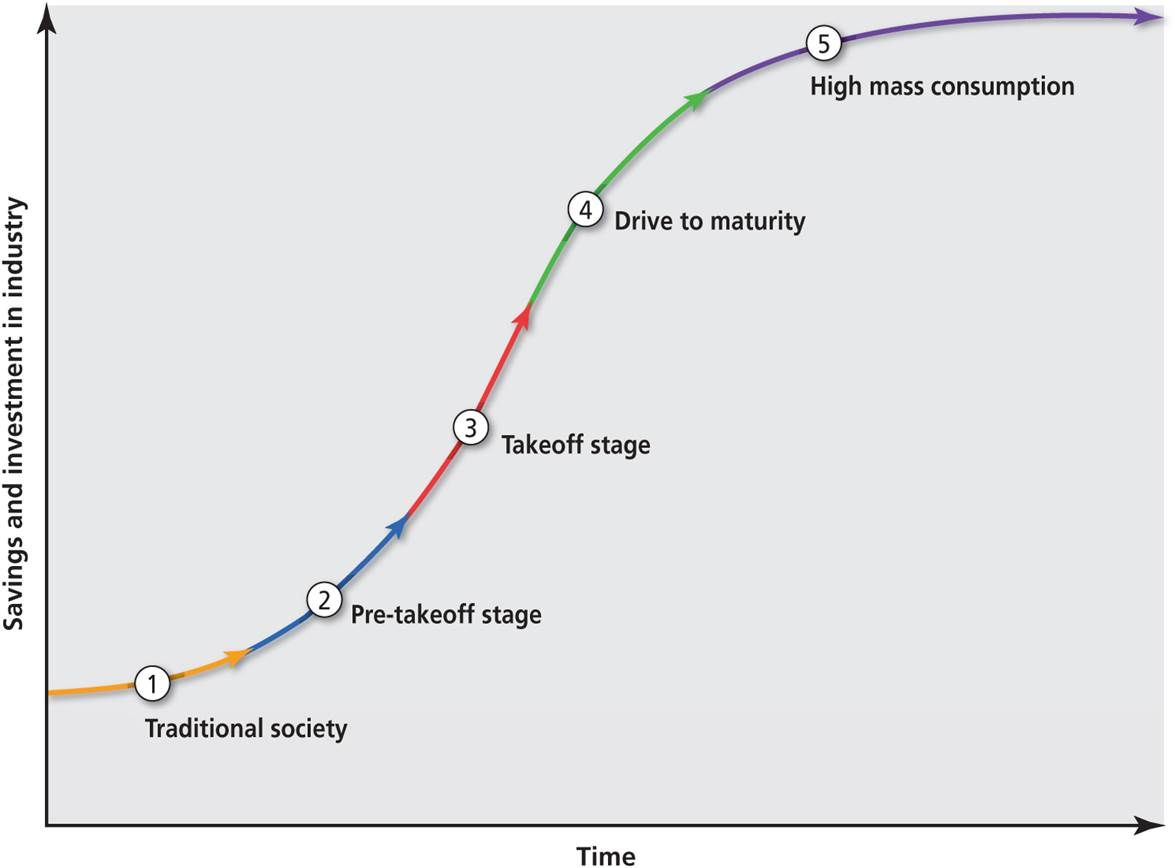 Savings and investment in industry
5
High mass consumption
4
Drive to maturity
3
Takeoff stage
2
Pre-takeoff stage
1
Traditional society
Time